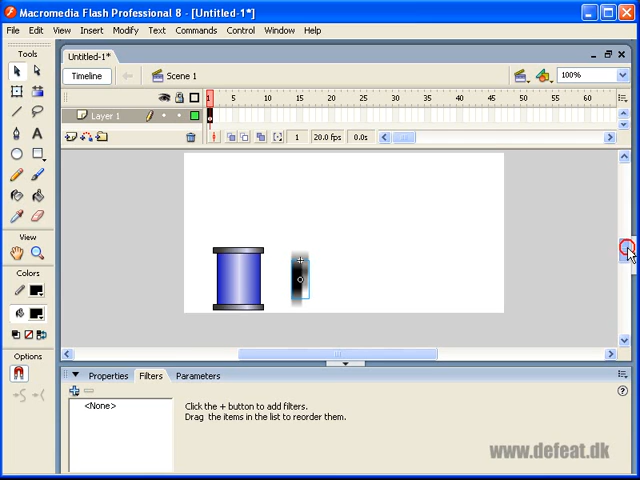 Macromedia Flash Professional 8 - [Untitled-1*]
File Edit View Insert Modify Text Commands Control Window Help
Tools
Untitled-1*
Timeline
Scene 1
100%
1 5 10 15 20 25 30 35 40 45 50 55 60
Layer 1
1 20.0 fps 0.0s
View
Colors
Options
Properties Filters Parameters
<None>
Click the + button to add filters.
Drag the items in the list to reorder them.
www.defeat.dk